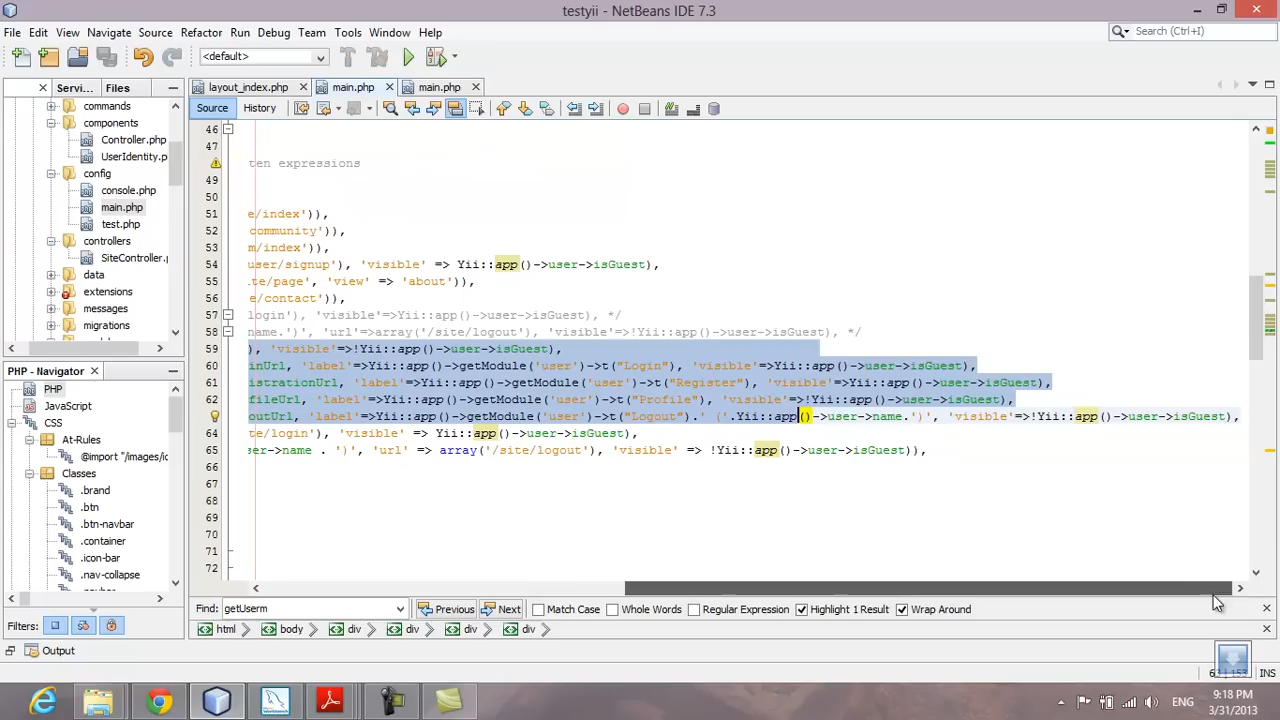 testyii - NetBeans IDE 7.3
File Edit View Navigate Source Refactor Run Debug Team Tools Window Help
Search (Ctrl+I)
<default>
Servi... Files
layout_index.php main.php main.php
Source History
commands
components
Controller.php
UserIdentity.p
config
console.php
main.php
test.php
controllers
SiteController.p
data
extensions
messages
migrations
46
47
ten expressions
49
50
51 e/index')),
52 community')),
53 m/index')),
54 user/signup'), 'visible' => Yii::app()->user->isGuest),
55 te/page', 'view' => 'about')),
56 e/contact')),
57 login'), 'visible'=>Yii::app()->user->isGuest), */
58 name.')', 'url'=>array('/site/logout'), 'visible'=>!Yii::app()->user->isGuest), */
59 ), 'visible'=>!Yii::app()->user->isGuest),
60 inUrl, 'label'=>Yii::app()->getModule('user')->t("Login"), 'visible'=>Yii::app()->user->isGuest),
61 istrationUrl, 'label'=>Yii::app()->getModule('user')->t("Register"), 'visible'=>Yii::app()->user->isGuest),
62 fileUrl, 'label'=>Yii::app()->getModule('user')->t("Profile"), 'visible'=>!Yii::app()->user->isGuest),
outUrl, 'label'=>Yii::app()->getModule('user')->t("Logout").' ('.Yii::app()->user->name.')', 'visible'=>!Yii::app()->user->isGuest),
64 te/login'), 'visible' => Yii::app()->user->isGuest),
65 ser->name . ')', 'url' => array('/site/logout'), 'visible' => !Yii::app()->user->isGuest)),
66
67
68
69
70
71
72
PHP - Navigator
PHP
JavaScript
CSS
At-Rules
@import "/images/ic
Classes
.brand
.btn
.btn-navbar
.container
.icon-bar
.nav-collapse
Filters:
Find: getUserm Previous Next Match Case Whole Words Regular Expression Highlight 1 Result Wrap Around
html body div div div div
Output
INS
ENG
9:18 PM
3/31/2013